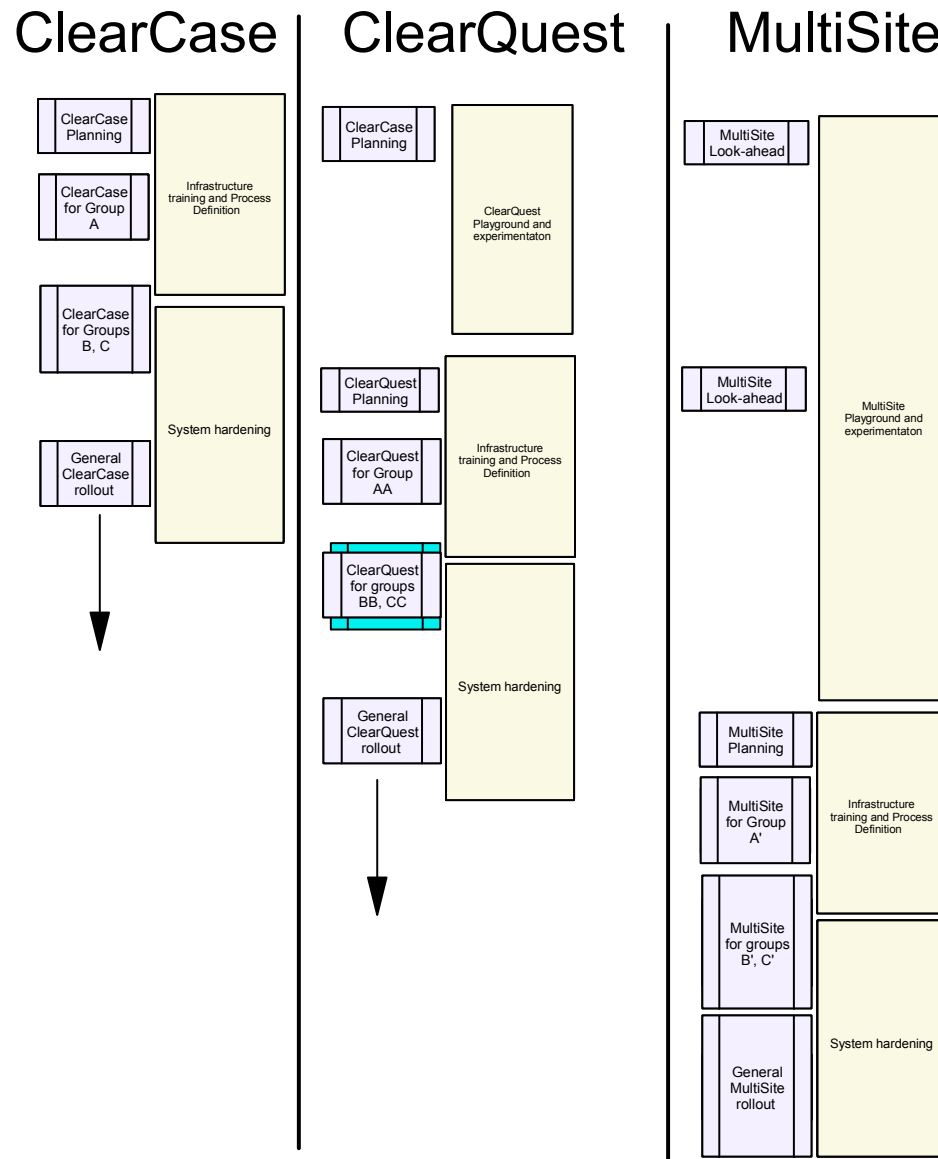 ClearCase
ClearCase
Planning
ClearCase
for Group
A
ClearCase
for Groups
B, C
General
ClearCase
rollout
Infrastructure
training and Process
Definition
System hardening
ClearQuest
ClearCase
Planning
ClearQuest
Playground and
experimentaton
ClearQuest
Planning
ClearQuest
for Group
AA
ClearQuest
for groups
BB, CC
General
ClearQuest
rollout
Infrastructure
training and Process
Definition
System hardening
MultiSite
MultiSite
Look-ahead
MultiSite
Look-ahead
MultiSite
Playground and
experimentaton
MultiSite
Planning
MultiSite
for Group
A'
MultiSite
for groups
B', C'
General
MultiSite
rollout
Infrastructure
training and Process
Definition
System hardening